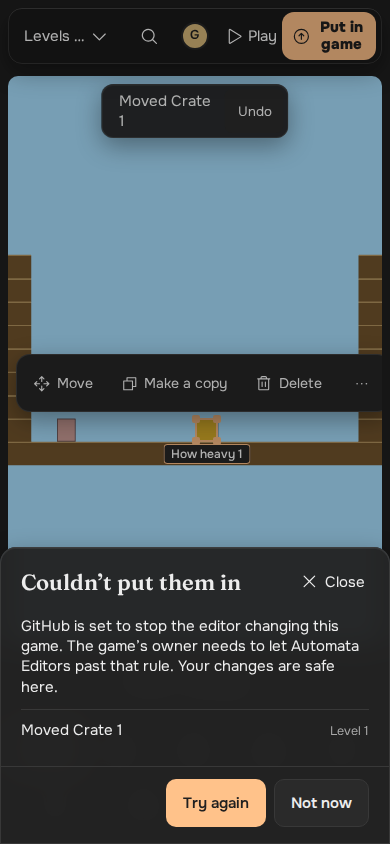 Levels ...
G
Play
Put in
game
Moved Crate
1
Undo
Move
Make a copy
Delete
...
How heavy 1
Couldn’t put them in
Close
GitHub is set to stop the editor changing this
game. The game’s owner needs to let Automata
Editors past that rule. Your changes are safe
here.
Moved Crate 1
Level 1
Try again
Not now